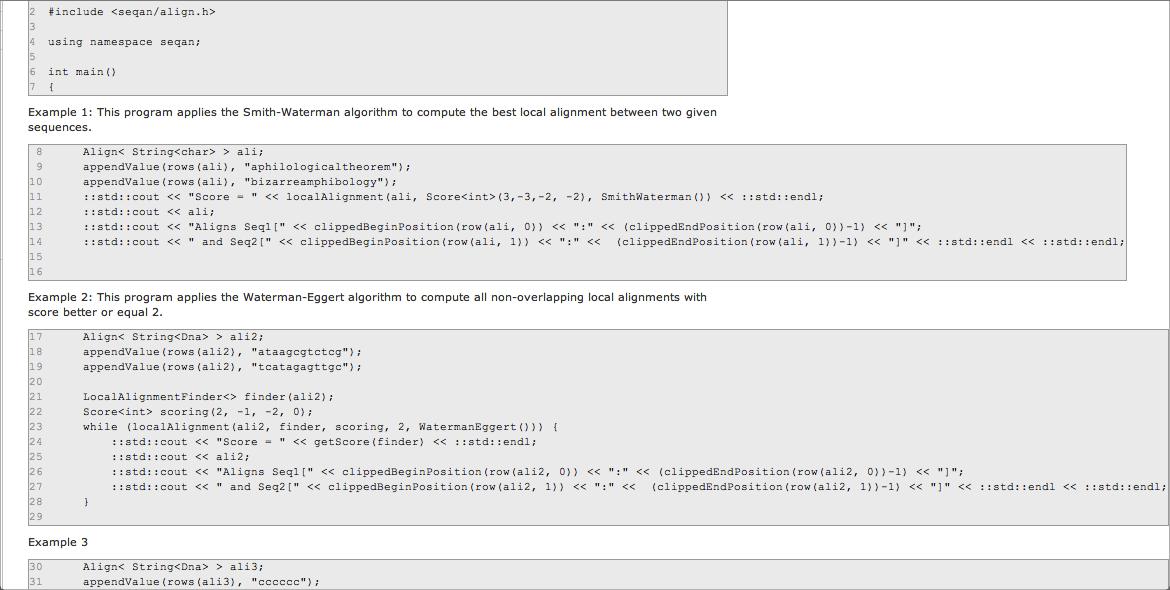 2 #include <seqan/align.h>
3
4 using namespace seqan;
5
6 int main()
7 {
Example 1: This program applies the Smith-Waterman algorithm to compute the best local alignment between two given
sequences.
8 Align< String<char> > ali;
9 appendValue(rows(ali), "aphilologicaltheorem");
10 appendValue(rows(ali), "bizarreamphibology");
11 ::std::cout << "Score = " << localAlignment(ali, Score<int>(3,-3,-2, -2), SmithWaterman()) << ::std::endl;
12 ::std::cout << ali;
13 ::std::cout << "Aligns Seq1[" << clippedBeginPosition(row(ali, 0)) << ":" << (clippedEndPosition(row(ali, 0))-1) << "]";
14 ::std::cout << " and Seq2[" << clippedBeginPosition(row(ali, 1)) << ":" << (clippedEndPosition(row(ali, 1))-1) << "]" << ::std::endl << ::std::endl;
15
16
Example 2: This program applies the Waterman-Eggert algorithm to compute all non-overlapping local alignments with
score better or equal 2.
17 Align< String<Dna> > ali2;
18 appendValue(rows(ali2), "ataagcgtctcg");
19 appendValue(rows(ali2), "tcatagagttgc");
20
21 LocalAlignmentFinder<> finder(ali2);
22 Score<int> scoring(2, -1, -2, 0);
23 while (localAlignment(ali2, finder, scoring, 2, WatermanEggert())) {
24 ::std::cout << "Score = " << getScore(finder) << ::std::endl;
25 ::std::cout << ali2;
26 ::std::cout << "Aligns Seq1[" << clippedBeginPosition(row(ali2, 0)) << ":" << (clippedEndPosition(row(ali2, 0))-1) << "]";
27 ::std::cout << " and Seq2[" << clippedBeginPosition(row(ali2, 1)) << ":" << (clippedEndPosition(row(ali2, 1))-1) << "]" << ::std::endl << ::std::endl;
28 }
29
Example 3
30 Align< String<Dna> > ali3;
31 appendValue(rows(ali3), "cccccc");